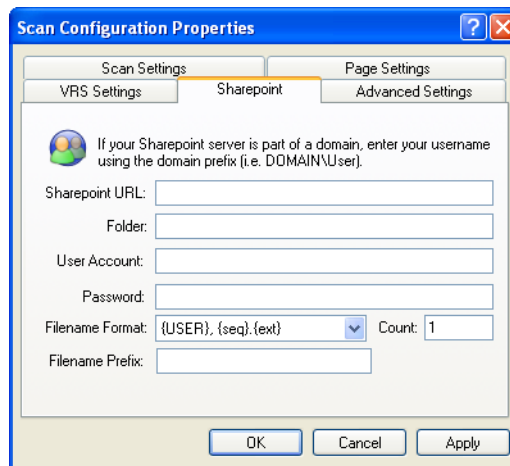 Scan Configuration Properties
Scan Settings
Page Settings
VRS Settings
Sharepoint
Advanced Settings
If your Sharepoint server is part of a domain, enter your username
using the domain prefix (i.e. DOMAIN\User).
Sharepoint URL:
Folder:
User Account:
Password:
Filename Format: {USER}, {seq}.{ext} Count: 1
Filename Prefix:
OK Cancel Apply